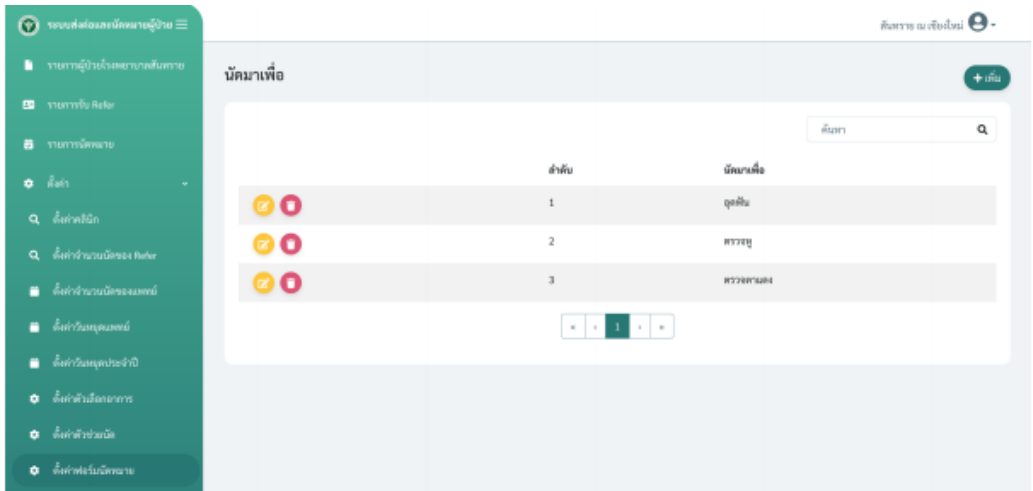 ระบบส่งต่อและนัดหมายผู้ป่วย
สันทราย ณ เชียงใหม่
รายการผู้ป่วยโรงพยาบาลสันทราย
รายการรับ Refer
รายการนัดหมาย
ตั้งค่า
ตั้งค่าคลินิก
ตั้งค่าจำนวนนัดของ Refer
ตั้งค่าจำนวนนัดของแพทย์
ตั้งค่าวันหยุดแพทย์
ตั้งค่าวันหยุดประจำปี
ตั้งค่าตัวเลือกอาการ
ตั้งค่าตัวช่วยนัด
ตั้งค่าฟอร์มนัดหมาย
นัดมาเพื่อ
+ เพิ่ม
ค้นหา
ลำดับ นัดมาเพื่อ
1 อุดฟัน
2 ตรวจหู
3 ตรวจตาแดง
« ‹ 1 › »